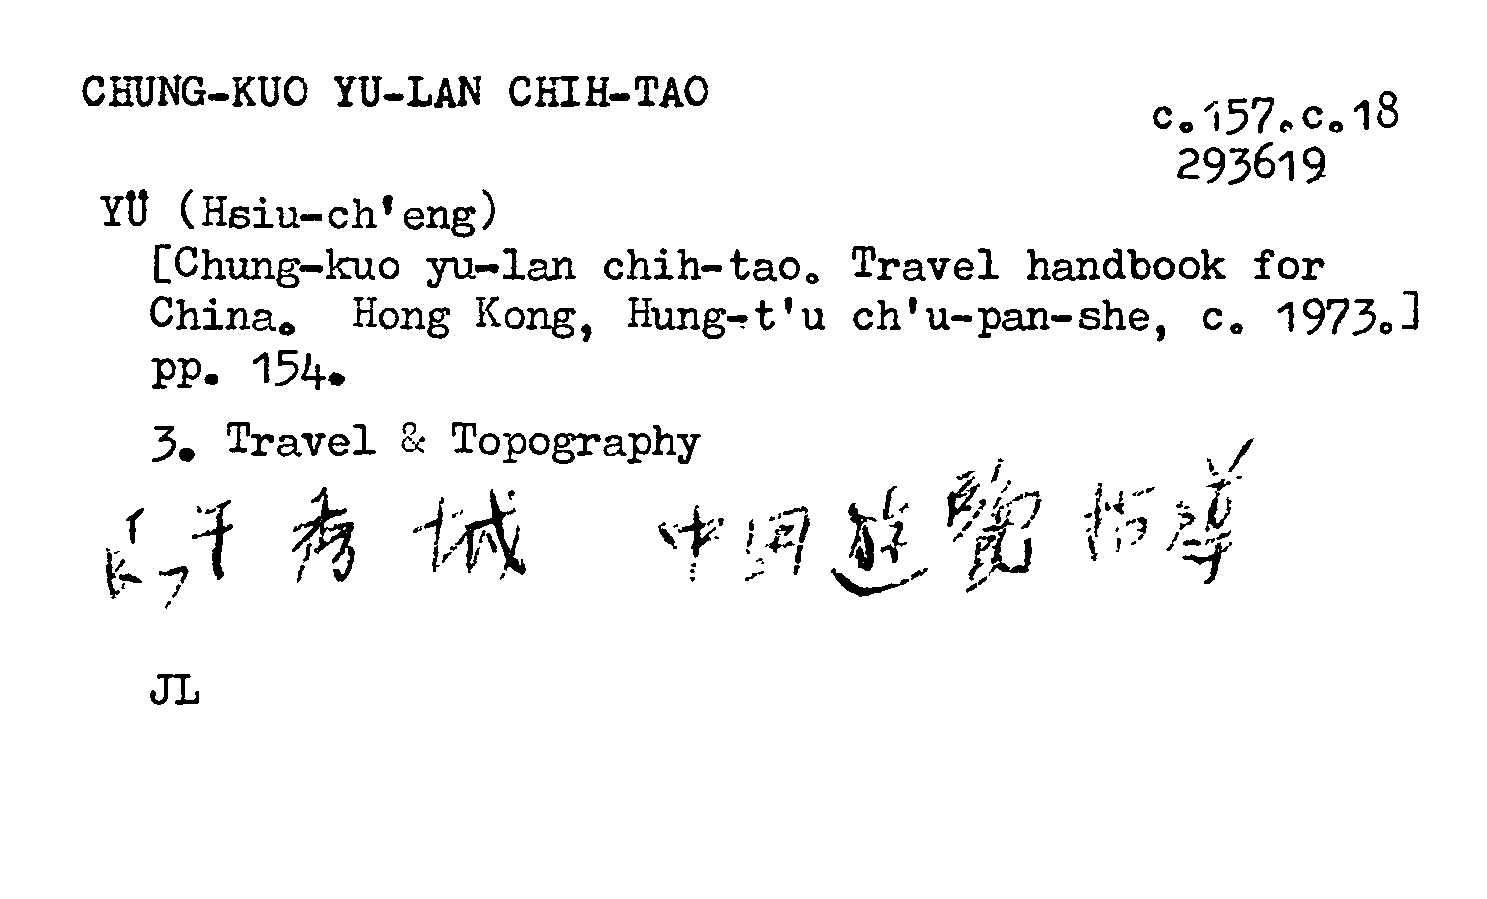 CHUNG-KUO YU-LAN CHIH-TAO
c.157.c.18
293619
YÜ (Hsiu-ch'eng)
[Chung-kuo yu-lan chih-tao. Travel handbook for
China. Hong Kong, Hung-t'u ch'u-pan-she, c. 1973.]
pp. 154.
3. Travel & Topography
秀城 中国遊覽指導
JL